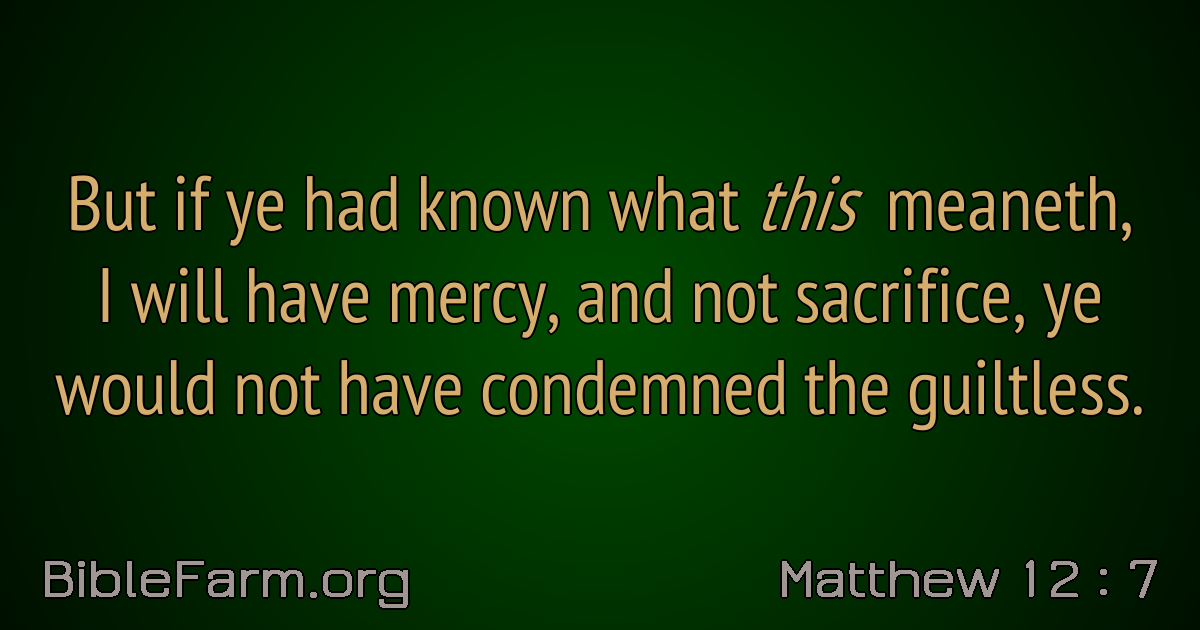 But if ye had known what this meaneth,
I will have mercy, and not sacrifice, ye
would not have condemned the guiltless.
BibleFarm.org
Matthew 12 : 7